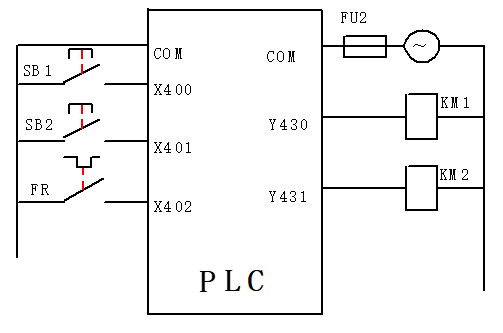 FU2
COM
COM
~
SB1
X400
KM1
SB2
X401
Y430
KM2
FR
X402
Y431
PLC